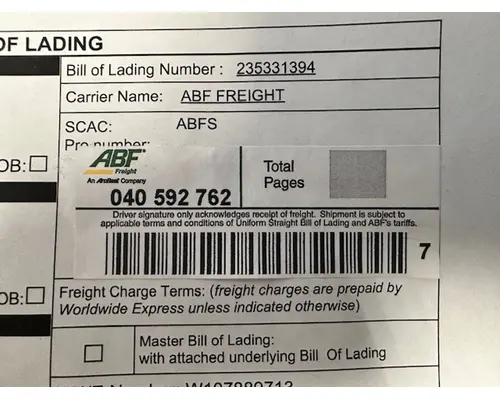 OF LADING
Bill of Lading Number : 235331394
Carrier Name: ABF FREIGHT
SCAC: ABFS
Pro number:
OB:
ABF
Freight
An ArcBest Company
Total
Pages
040 592 762
Driver signature only acknowledges receipt of freight. Shipment is subject to
applicable terms and conditions of Uniform Straight Bill of Lading and ABF's tariffs.
7
OB:
Freight Charge Terms: (freight charges are prepaid by
Worldwide Express unless indicated otherwise)
Master Bill of Lading:
with attached underlying Bill Of Lading